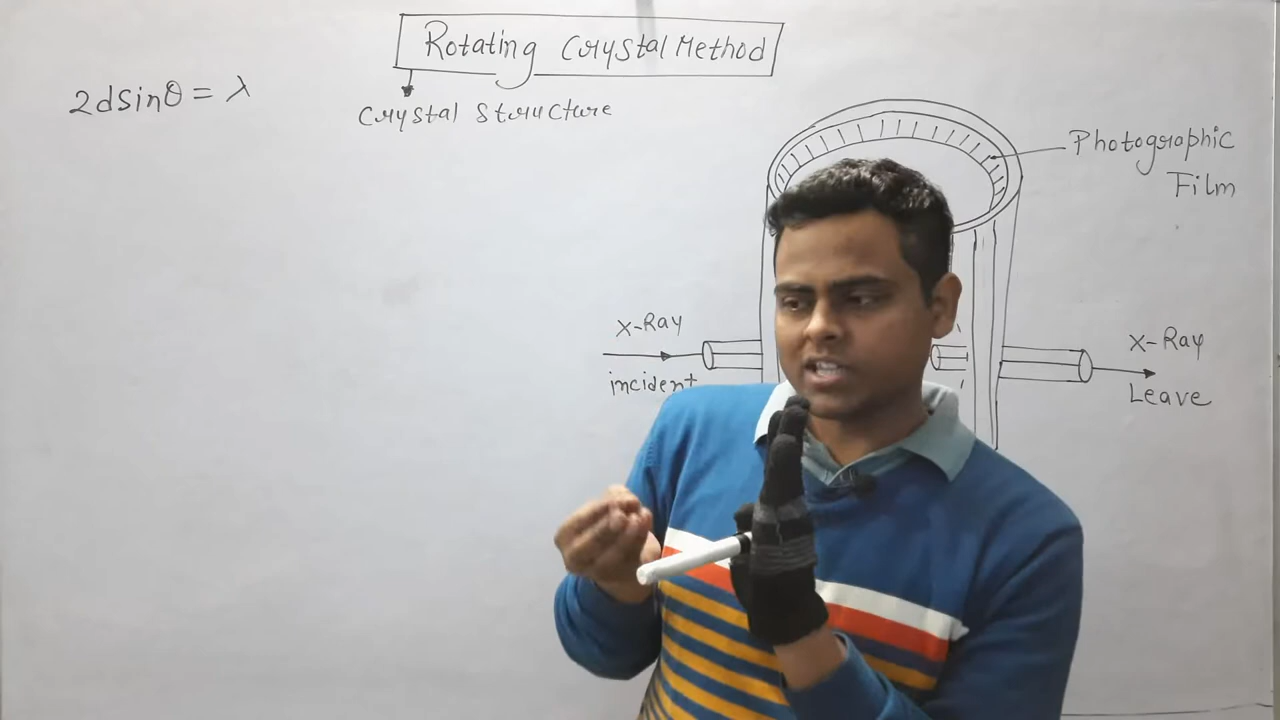 Rotating Crystal Method
2dSinθ = λ
Crystal Structure
Photographic
Film
X-Ray
incident
X-Ray
Leave